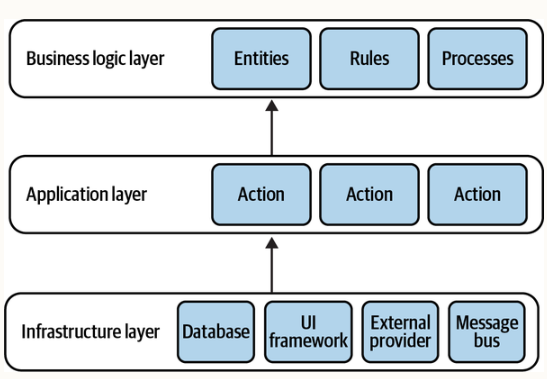 Business logic layer
Entities
Rules
Processes
Application layer
Action
Action
Action
Infrastructure layer
Database
UI
framework
External
provider
Message
bus